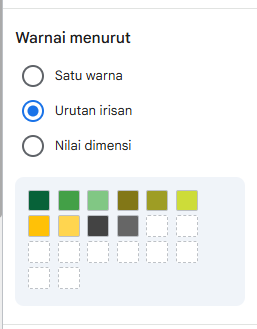 Warnai menurut
Satu warna
Urutan irisan
Nilai dimensi